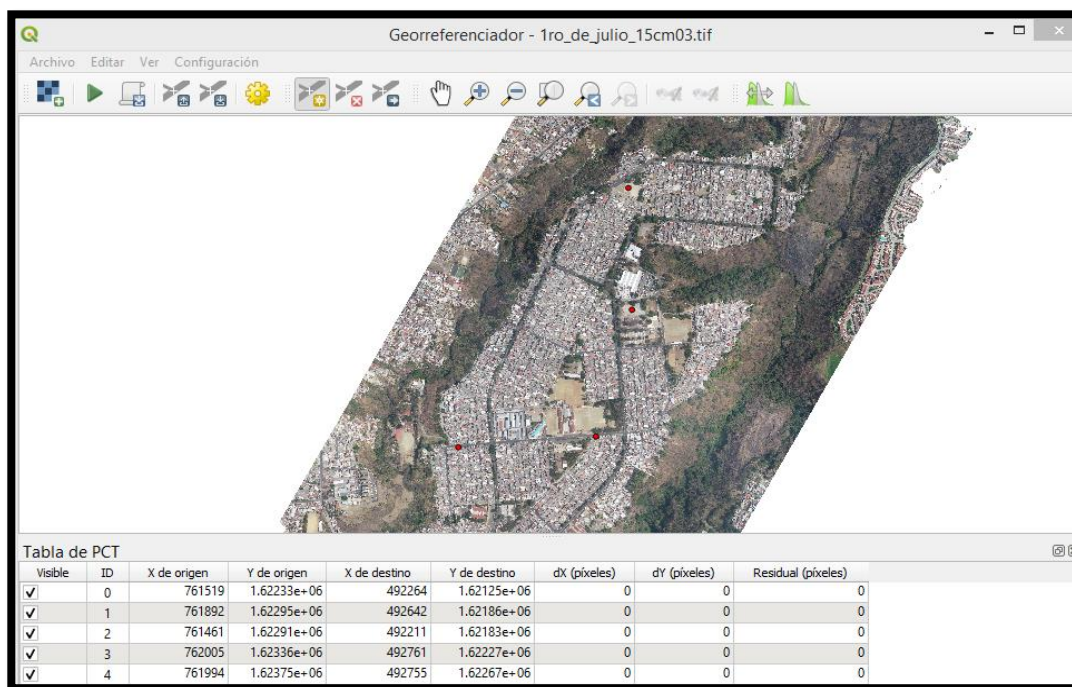 Georreferenciador - 1ro_de_julio_15cm03.tif
Archivo Editar Ver Configuración
Tabla de PCT
Visible ID X de origen Y de origen X de destino Y de destino dX (píxeles) dY (píxeles) Residual (píxeles)
0 761519 1.62233e+06 492264 1.62125e+06 0 0 0
1 761892 1.62295e+06 492642 1.62186e+06 0 0 0
2 761461 1.62291e+06 492211 1.62183e+06 0 0 0
3 762005 1.62336e+06 492761 1.62227e+06 0 0 0
4 761994 1.62375e+06 492755 1.62267e+06 0 0 0